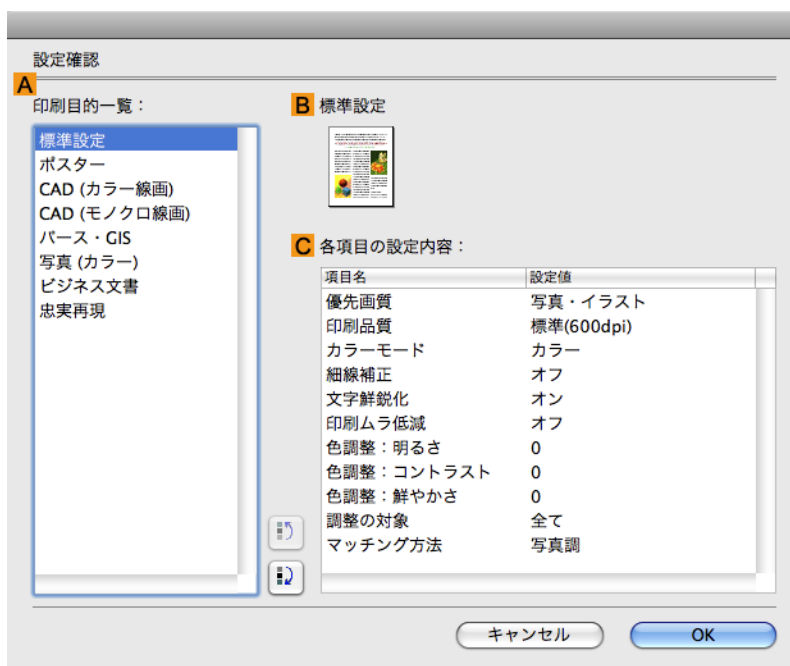 設定確認
A
印刷目的一覧：
標準設定
ポスター
CAD (カラー線画)
CAD (モノクロ線画)
パース・GIS
写真 (カラー)
ビジネス文書
忠実再現
B 標準設定
C 各項目の設定内容：
項目名 設定値
優先画質 写真・イラスト
印刷品質 標準(600dpi)
カラーモード カラー
細線補正 オフ
文字鮮鋭化 オン
印刷ムラ低減 オフ
色調整：明るさ 0
色調整：コントラスト 0
色調整：鮮やかさ 0
調整の対象 全て
マッチング方法 写真調
キャンセル OK